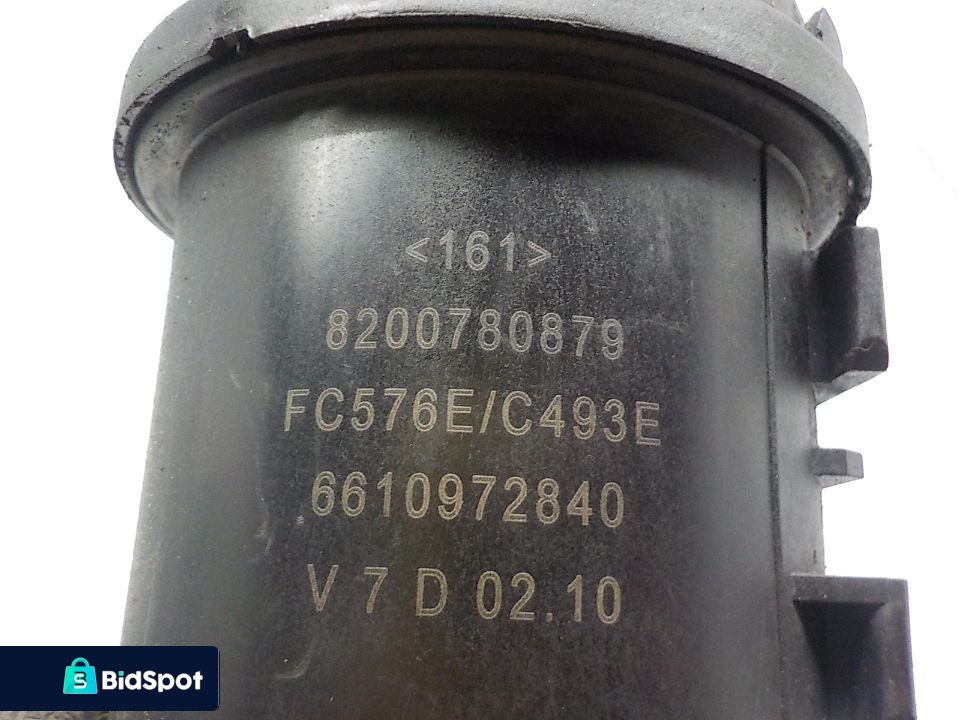 <161>
8200780879
FC576E/C493E
6610972840
V 7 D 02.10
S
BidSpot